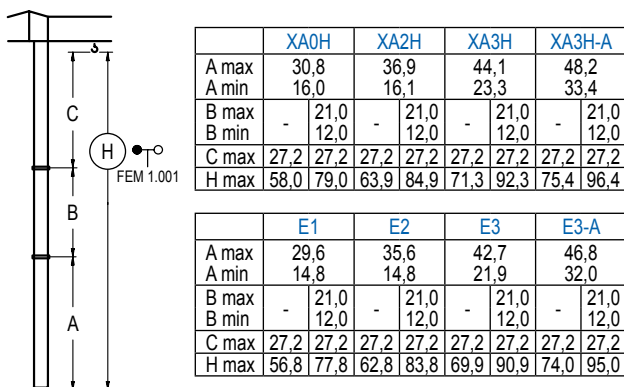 C
H
FEM 1.001
B
A
XA0H XA2H XA3H XA3H-A
A max 30,8 36,9 44,1 48,2
A min 16,0 16,1 23,3 33,4
B max - 21,0 - 21,0 - 21,0 - 21,0
B min 12,0 12,0 12,0 12,0
C max 27,2 27,2 27,2 27,2 27,2 27,2 27,2 27,2
H max 58,0 79,0 63,9 84,9 71,3 92,3 75,4 96,4
E1 E2 E3 E3-A
A max 29,6 35,6 42,7 46,8
A min 14,8 14,8 21,9 32,0
B max - 21,0 - 21,0 - 21,0 - 21,0
B min 12,0 12,0 12,0 12,0
C max 27,2 27,2 27,2 27,2 27,2 27,2 27,2 27,2
H max 56,8 77,8 62,8 83,8 69,9 90,9 74,0 95,0